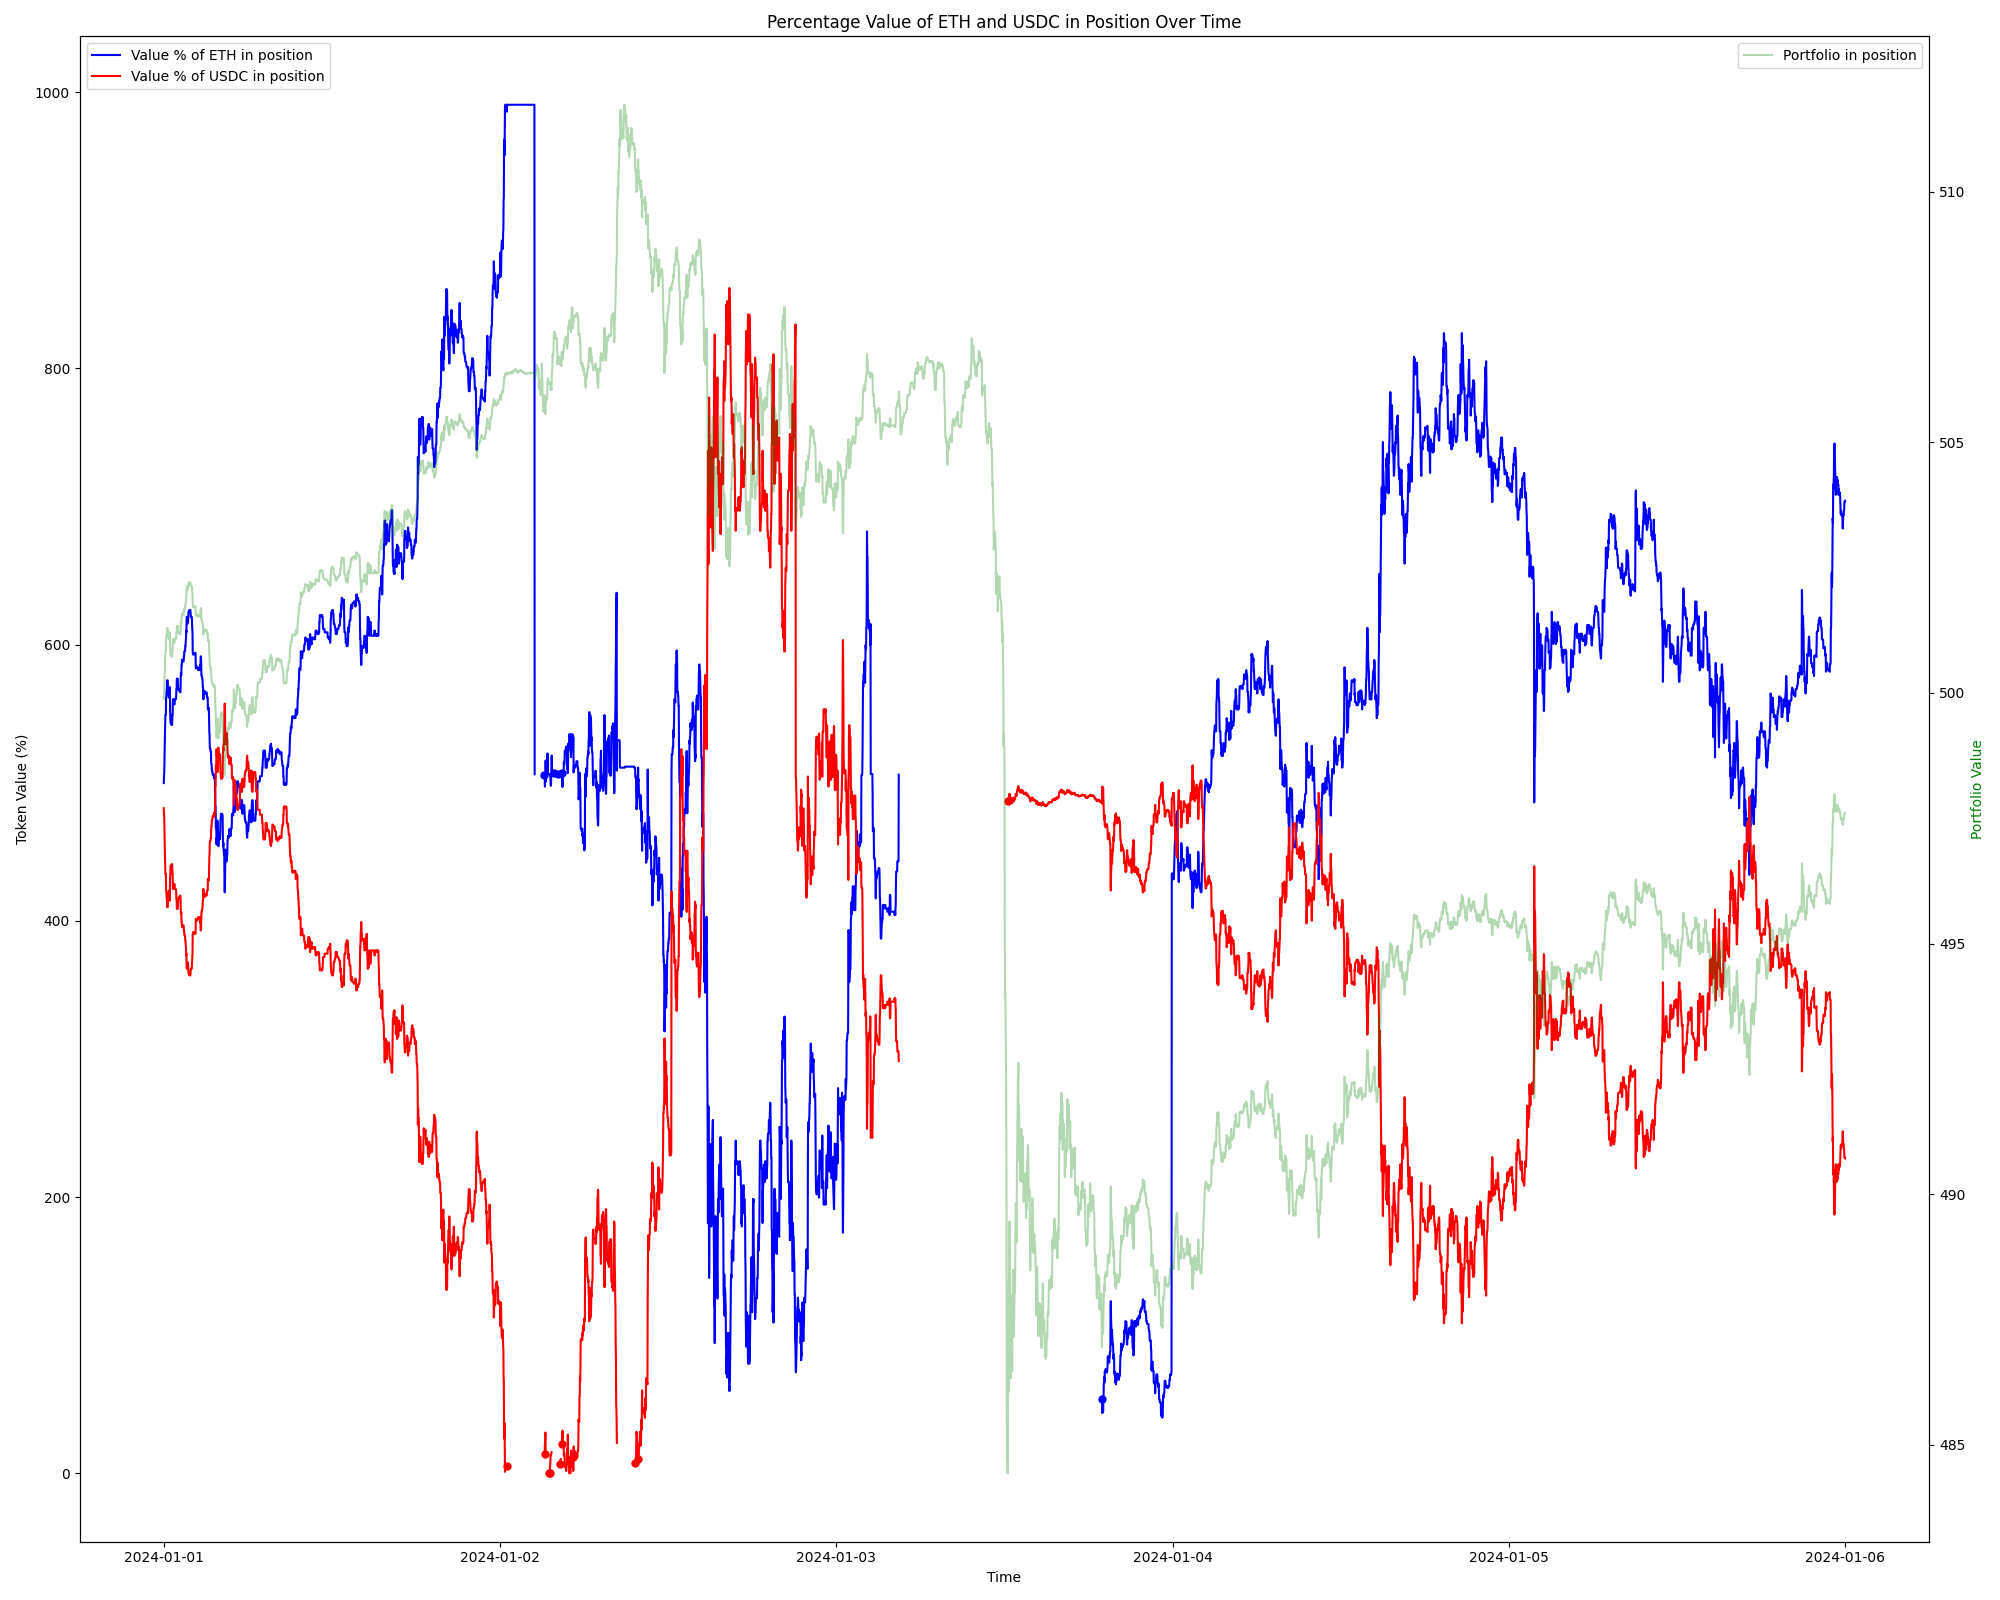 Percentage Value of ETH and USDC in Position Over Time
Value % of ETH in position
Value % of USDC in position
Portfolio in position
1000
800
600
400
200
0
Token Value (%)
510
505
500
495
490
485
Portfolio Value
2024-01-01
2024-01-02
2024-01-03
2024-01-04
2024-01-05
2024-01-06
Time